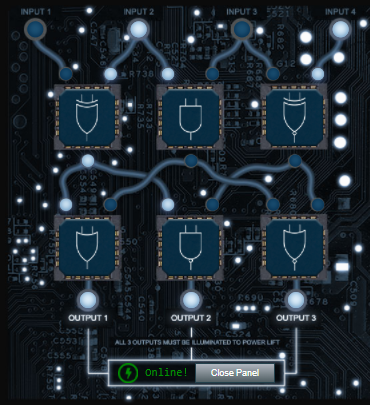 INPUT 1
INPUT 2
INPUT 3
INPUT 4
R738
OUTPUT 1
OUTPUT 2
OUTPUT 3
ALL 3 OUTPUTS MUST BE ILLUMINATED TO POWER LIFT
Online!
Close Panel